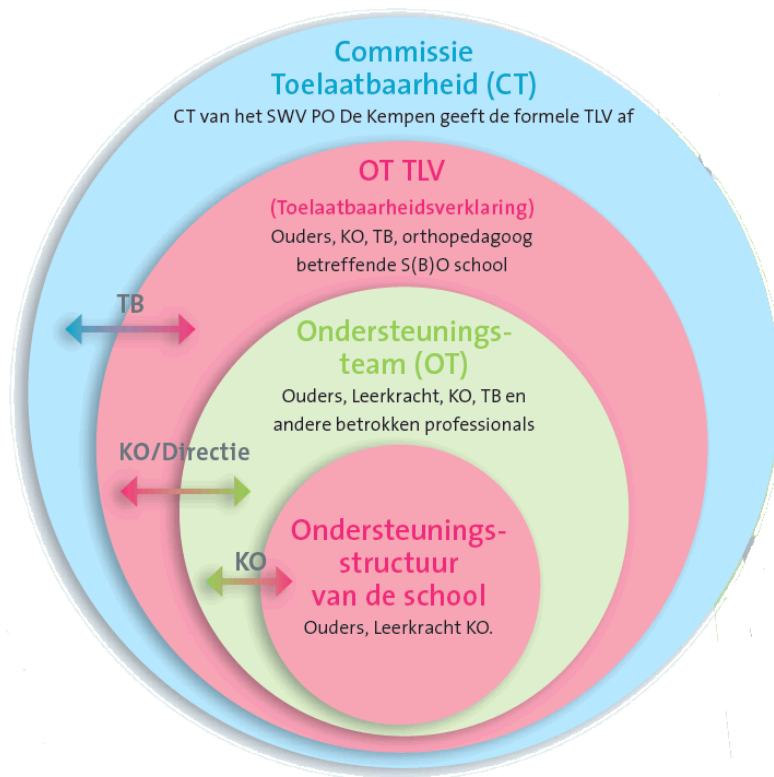 Commissie
Toelaatbaarheid (CT)
CT van het SWV PO De Kempen geeft de formele TLV af
OT TLV
(Toelaatbaarheidsverklaring)
Ouders, KO, TB, orthopedagoog
betreffende S(B)O school
TB
Ondersteunings-
team (OT)
Ouders, Leerkracht, KO, TB en
andere betrokken professionals
KO/Directie
Ondersteunings-
structuur
van de school
Ouders, Leerkracht KO.
KO